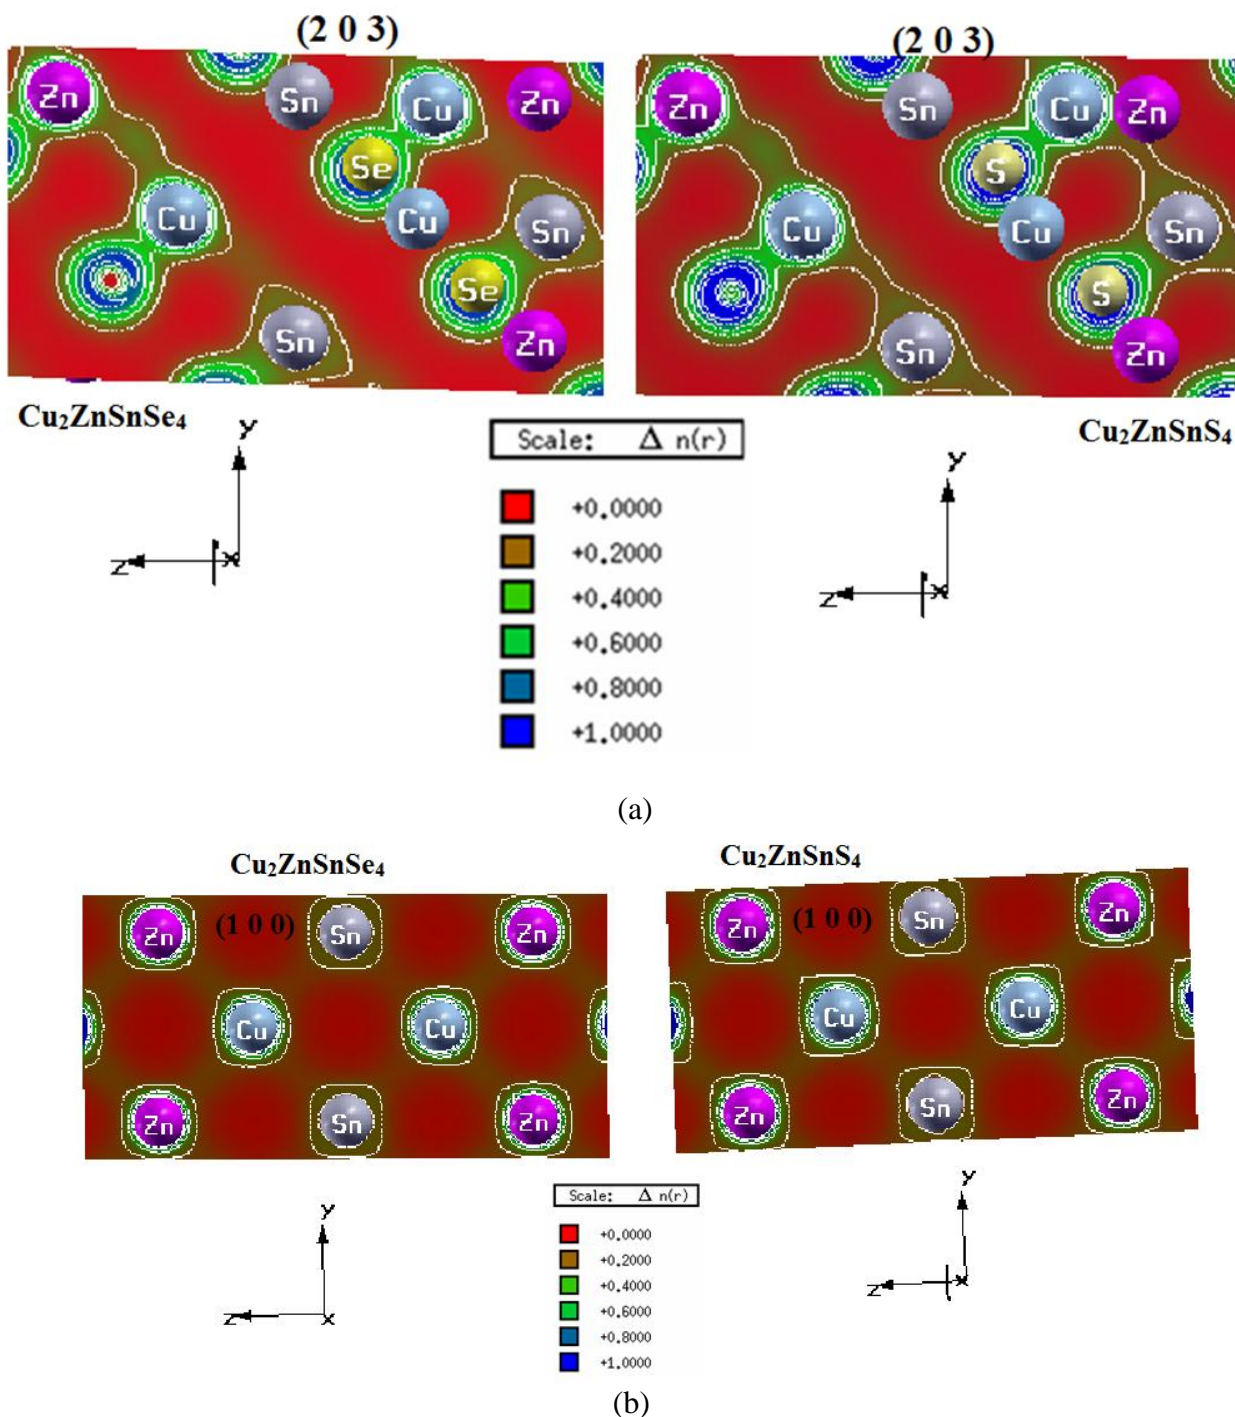 (2 0 3)
(2 0 3)
Zn Sn Cu Zn
Se
Cu Cu Sn
Se
Sn Zn
Zn Sn Cu Zn
S
Cu Cu Sn
S
Sn Zn
Cu₂ZnSnSe₄
Cu₂ZnSnS₄
y
z x
y
z x
Scale: Δ n(r)
+0.0000
+0.2000
+0.4000
+0.6000
+0.8000
+1.0000
(a)
Cu₂ZnSnSe₄
Cu₂ZnSnS₄
(1 0 0)
Zn Sn Zn
Cu Cu
Zn Sn Zn
(1 0 0)
Zn Sn Zn
Cu Cu
Zn Sn Zn
y
z x
y
z x
Scale: Δ n(r)
+0.0000
+0.2000
+0.4000
+0.6000
+0.8000
+1.0000
(b)